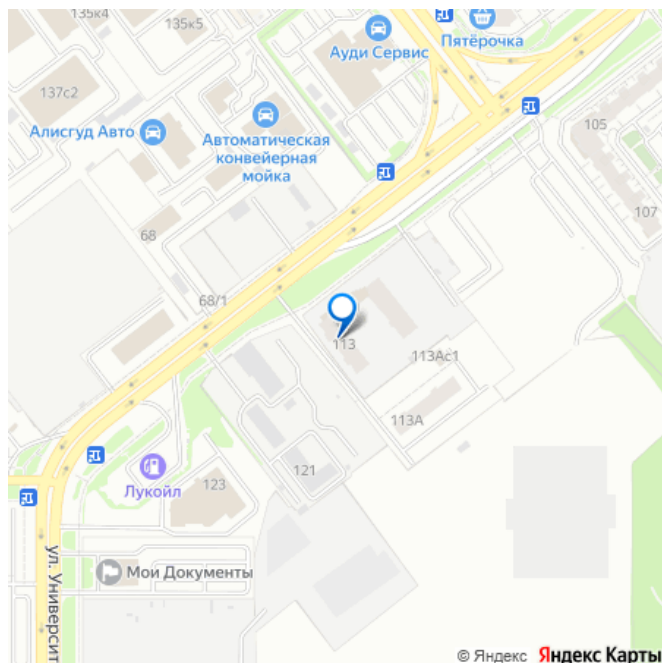 135к4
135к5
Пятёрочка
Ауди Сервис
137с2
Алисгуд Авто
Автоматическая
конвейерная
мойка
105
107
68
68/1
113
113Ас1
113А
121
Лукойл
123
Мои Документы
ул. Университ
© Яндекс Яндекс Карты